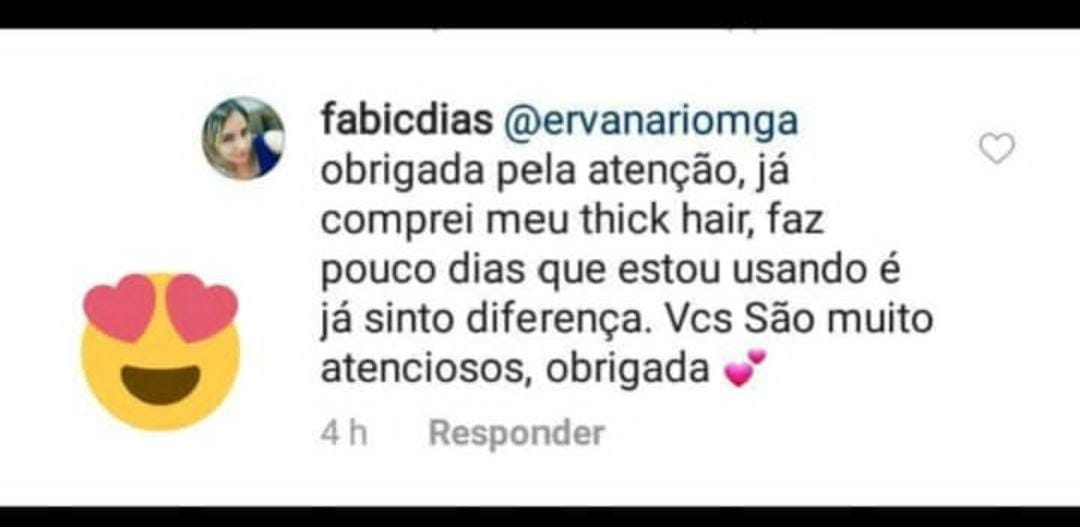 fabicdias @ervanariomga
obrigada pela atenção, já
comprei meu thick hair, faz
pouco dias que estou usando é
já sinto diferença. Vcs São muito
atenciosos, obrigada 💕
4 h Responder